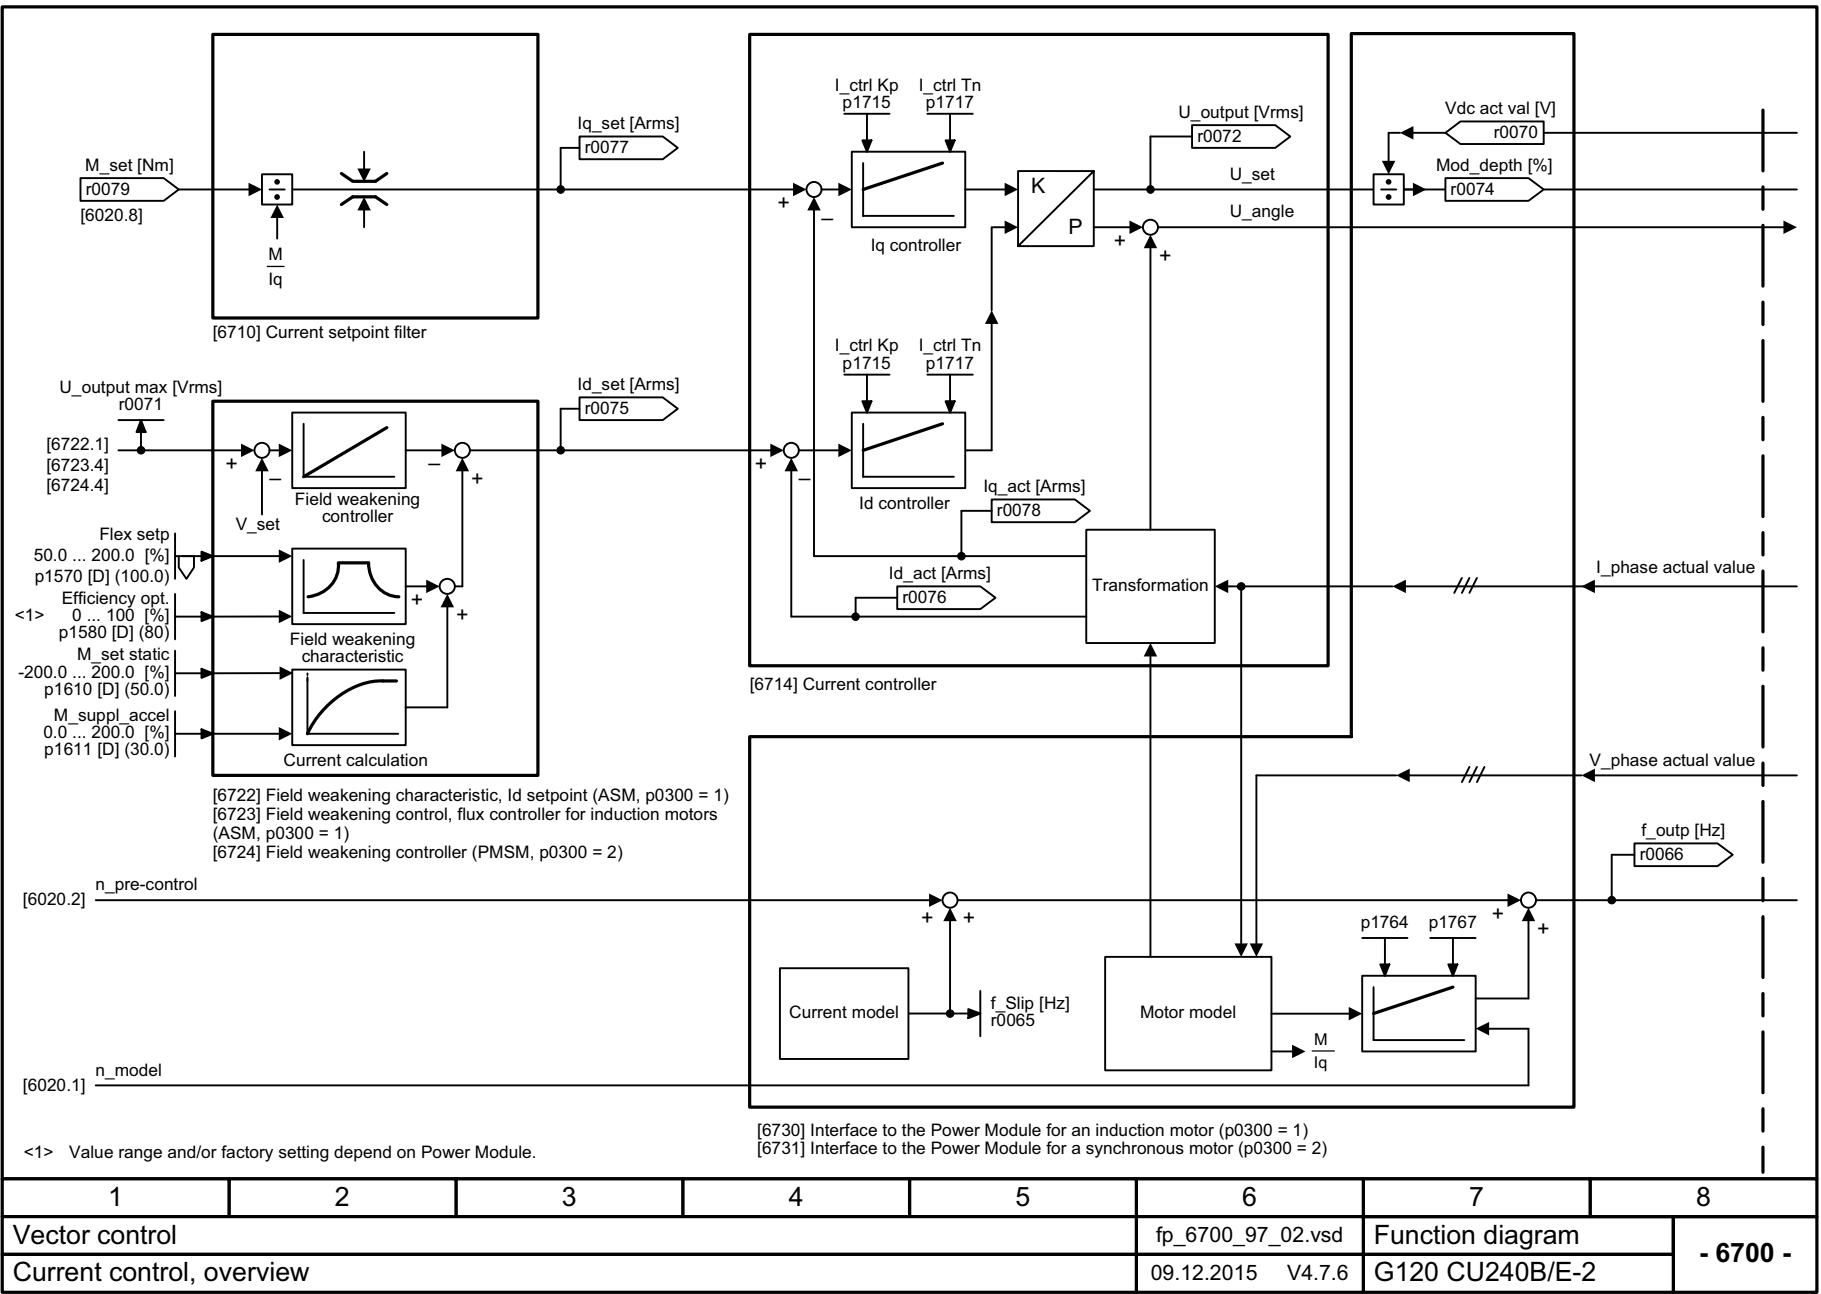 M_set [Nm]
r0079
[6020.8]
÷
M
Iq
[6710] Current setpoint filter
Iq_set [Arms]
r0077
I_ctrl Kp
p1715
I_ctrl Tn
p1717
+
–
Iq controller
K
P
U_output [Vrms]
r0072
U_set
U_angle
+
+
Vdc act val [V]
r0070
÷
Mod_depth [%]
r0074
U_output max [Vrms]
r0071
[6722.1]
[6723.4]
[6724.4]
+
–
V_set
Field weakening
controller
–
+
Id_set [Arms]
r0075
I_ctrl Kp
p1715
I_ctrl Tn
p1717
+
–
Id controller
Iq_act [Arms]
r0078
Id_act [Arms]
r0076
Transformation
I_phase actual value
[6714] Current controller
Flex setp
50.0 ... 200.0 [%]
p1570 [D] (100.0)
Efficiency opt.
<1> 0 ... 100 [%]
p1580 [D] (80)
Field weakening
characteristic
+
+
M_set static
-200.0 ... 200.0 [%]
p1610 [D] (50.0)
M_suppl_accel
0.0 ... 200.0 [%]
p1611 [D] (30.0)
Current calculation
[6722] Field weakening characteristic, Id setpoint (ASM, p0300 = 1)
[6723] Field weakening control, flux controller for induction motors
(ASM, p0300 = 1)
[6724] Field weakening controller (PMSM, p0300 = 2)
V_phase actual value
f_outp [Hz]
r0066
[6020.2] n_pre-control
+ +
Current model
f_Slip [Hz]
r0065
Motor model
M
Iq
p1764
p1767
+
+
[6020.1] n_model
[6730] Interface to the Power Module for an induction motor (p0300 = 1)
[6731] Interface to the Power Module for a synchronous motor (p0300 = 2)
<1> Value range and/or factory setting depend on Power Module.
1 2 3 4 5 6 7 8
Vector control
fp_6700_97_02.vsd
Function diagram
- 6700 -
Current control, overview
09.12.2015 V4.7.6
G120 CU240B/E-2